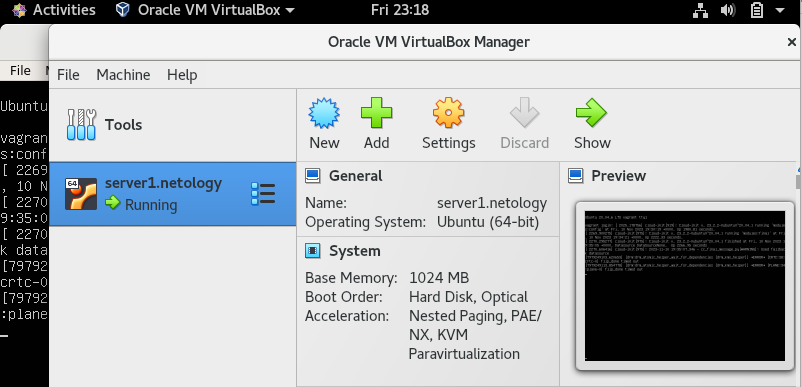 Activities Oracle VM VirtualBox Fri 23:18
Oracle VM VirtualBox Manager
File
File Machine Help
Ubuntu
vagran
s:conf
[ 2269
, 10 N
[ 2270
9:35:0
[ 2270
k data
[79792
crtc-0
[79792
:plane
Tools
New Add Settings Discard Show
64
server1.netology
Running
General
Name: server1.netology
Operating System: Ubuntu (64-bit)
System
Base Memory: 1024 MB
Boot Order: Hard Disk, Optical
Acceleration: Nested Paging, PAE/
NX, KVM
Paravirtualization
Preview